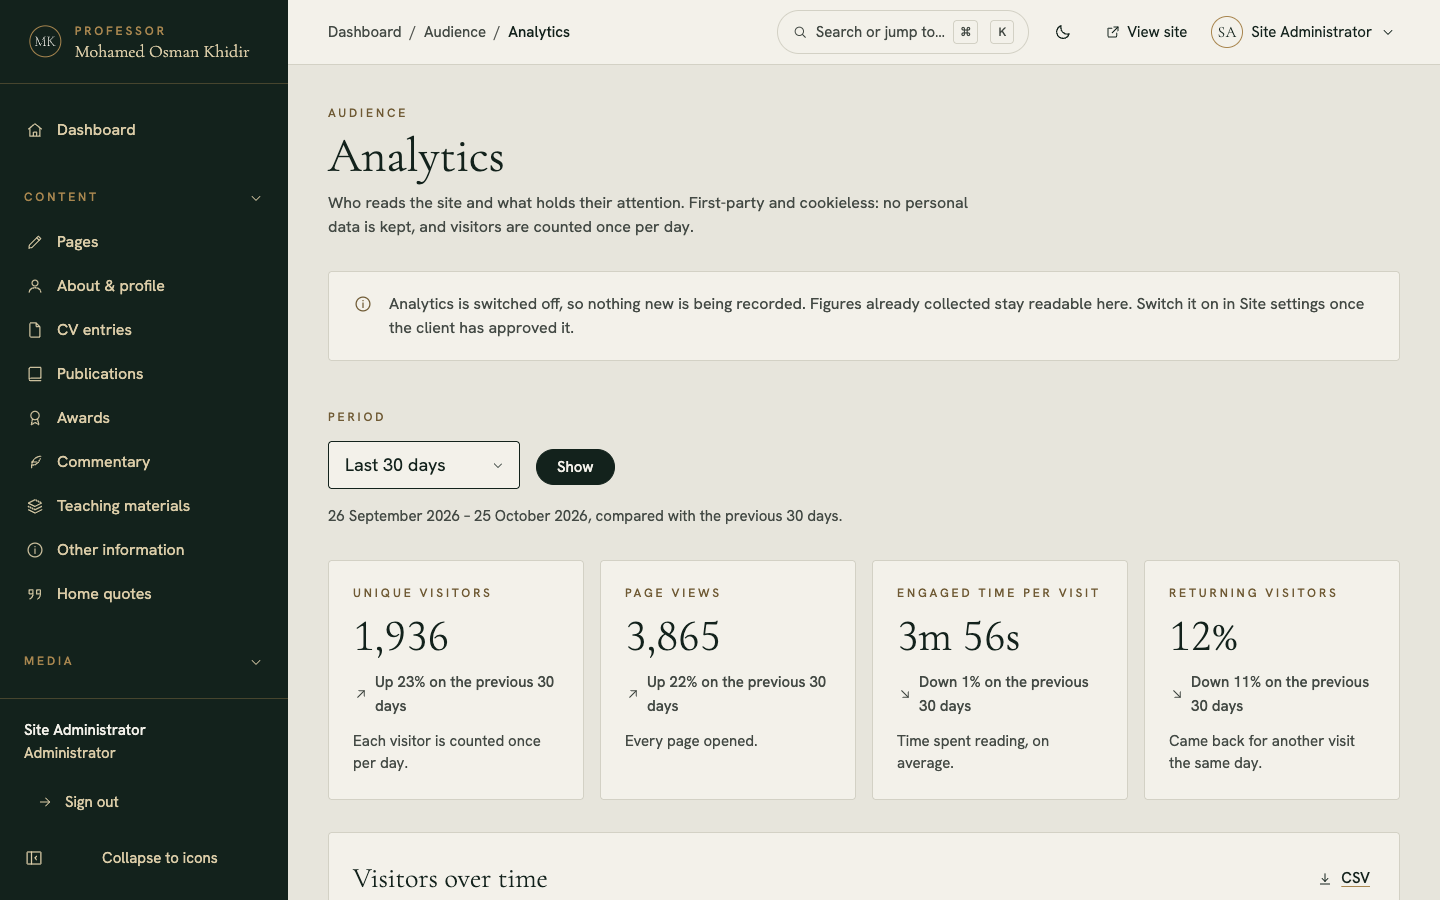 MK
PROFESSOR
Mohamed Osman Khidir
Dashboard
CONTENT
Pages
About & profile
CV entries
Publications
Awards
Commentary
Teaching materials
Other information
Home quotes
MEDIA
Site Administrator
Administrator
Sign out
Collapse to icons
Dashboard / Audience / Analytics
Search or jump to... ⌘ K
View site
SA
Site Administrator
AUDIENCE
Analytics
Who reads the site and what holds their attention. First-party and cookieless: no personal
data is kept, and visitors are counted once per day.
Analytics is switched off, so nothing new is being recorded. Figures already collected stay readable here. Switch it on in Site settings once
the client has approved it.
PERIOD
Last 30 days
Show
26 September 2026 – 25 October 2026, compared with the previous 30 days.
UNIQUE VISITORS
1,936
Up 23% on the previous 30
days
Each visitor is counted once
per day.
PAGE VIEWS
3,865
Up 22% on the previous 30
days
Every page opened.
ENGAGED TIME PER VISIT
3m 56s
Down 1% on the previous
30 days
Time spent reading, on
average.
RETURNING VISITORS
12%
Down 11% on the previous
30 days
Came back for another visit
the same day.
Visitors over time
CSV